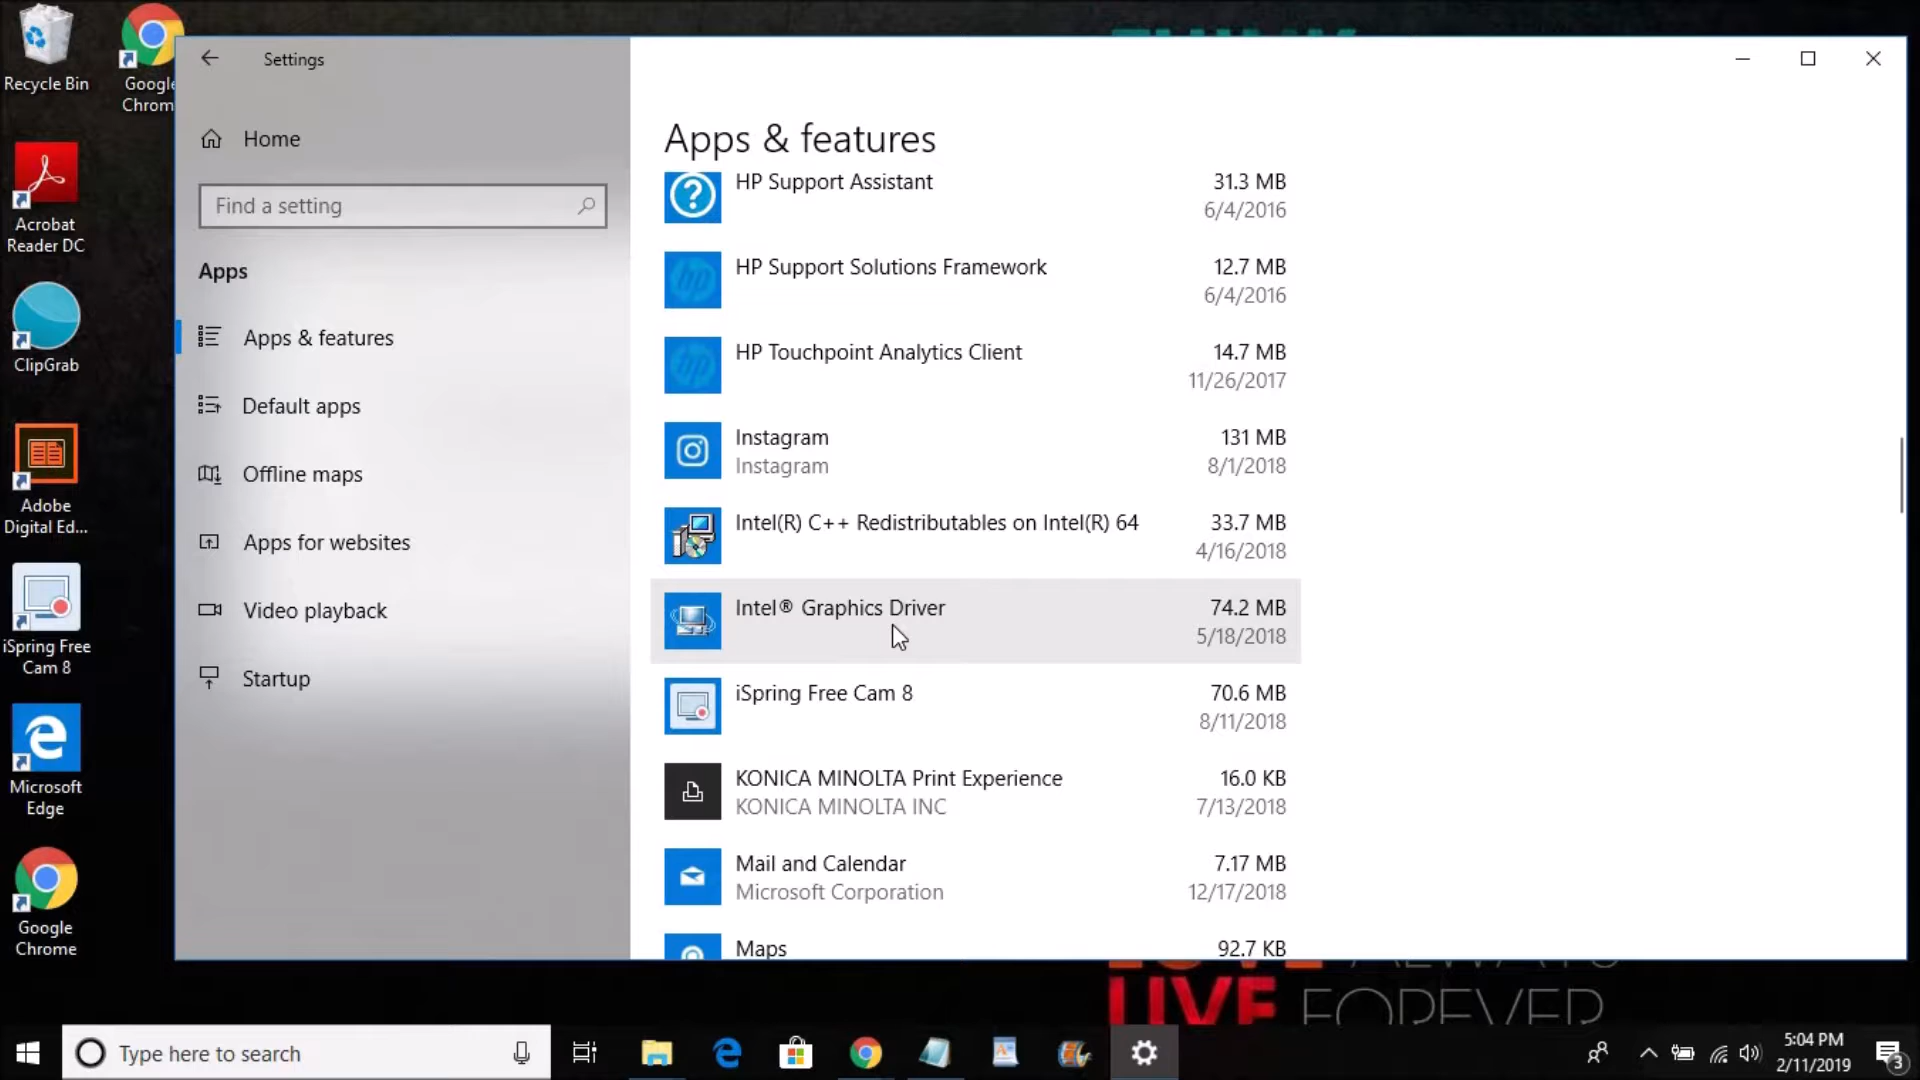 Recycle Bin
Google
Chrom
Acrobat
Reader DC
ClipGrab
Adobe
Digital Ed...
iSpring Free
Cam 8
Microsoft
Edge
Google
Chrome
Settings
Home
Find a setting
Apps
Apps & features
Default apps
Offline maps
Apps for websites
Video playback
Startup
Apps & features
HP Support Assistant 31.3 MB
6/4/2016
HP Support Solutions Framework 12.7 MB
6/4/2016
HP Touchpoint Analytics Client 14.7 MB
11/26/2017
Instagram 131 MB
Instagram 8/1/2018
Intel(R) C++ Redistributables on Intel(R) 64 33.7 MB
4/16/2018
Intel® Graphics Driver 74.2 MB
5/18/2018
iSpring Free Cam 8 70.6 MB
8/11/2018
KONICA MINOLTA Print Experience 16.0 KB
KONICA MINOLTA INC 7/13/2018
Mail and Calendar 7.17 MB
Microsoft Corporation 12/17/2018
Maps 92.7 KB
LIVE FOREVER
Type here to search
5:04 PM
2/11/2019
3